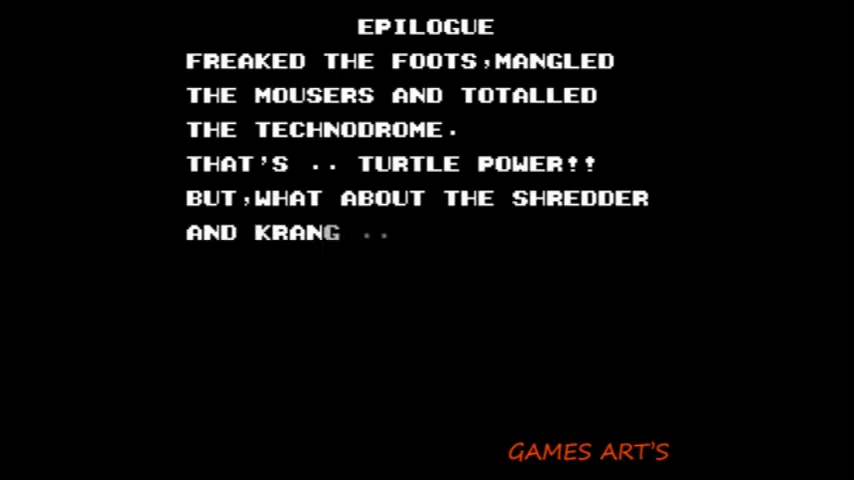 EPILOGUE
FREAKED THE FOOTS,MANGLED
THE MOUSERS AND TOTALLED
THE TECHNODROME.
THAT'S .. TURTLE POWER!!
BUT,WHAT ABOUT THE SHREDDER
AND KRANG ..
GAMES ART'S